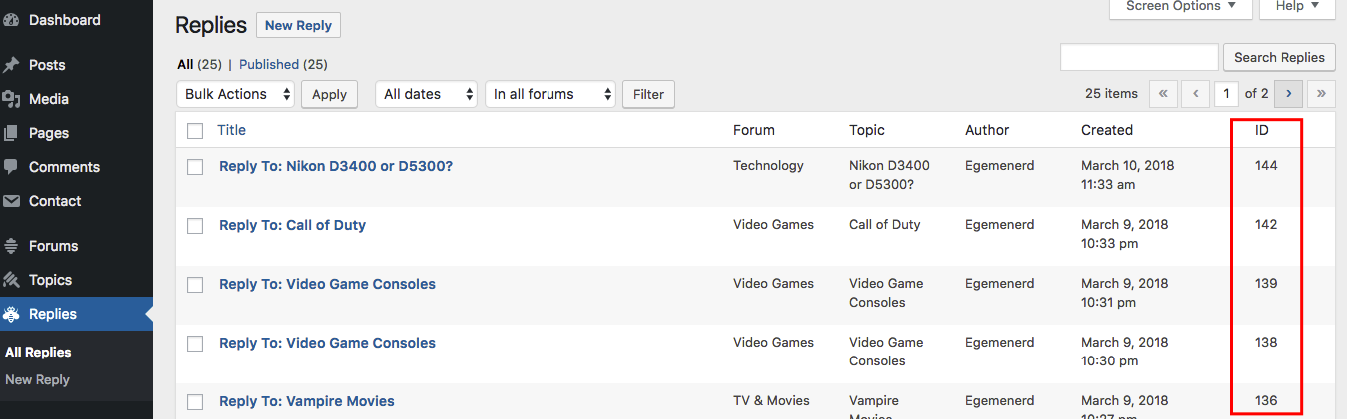 Dashboard
Posts
Media
Pages
Comments
Contact
Forums
Topics
Replies
All Replies
New Reply
Screen Options ▼ Help ▼
Replies New Reply
All (25) | Published (25)
Search Replies
Bulk Actions Apply All dates In all forums Filter 25 items « ‹ 1 of 2 › »
Title Forum Topic Author Created ID
Reply To: Nikon D3400 or D5300? Technology Nikon D3400 Egemenerd March 10, 2018 144
or D5300? 11:33 am
Reply To: Call of Duty Video Games Call of Duty Egemenerd March 9, 2018 142
10:33 pm
Reply To: Video Game Consoles Video Games Video Game Egemenerd March 9, 2018 139
Consoles 10:31 pm
Reply To: Video Game Consoles Video Games Video Game Egemenerd March 9, 2018 138
Consoles 10:30 pm
Reply To: Vampire Movies TV & Movies Vampire Egemenerd March 9, 2018 136
Movies 10:27 pm